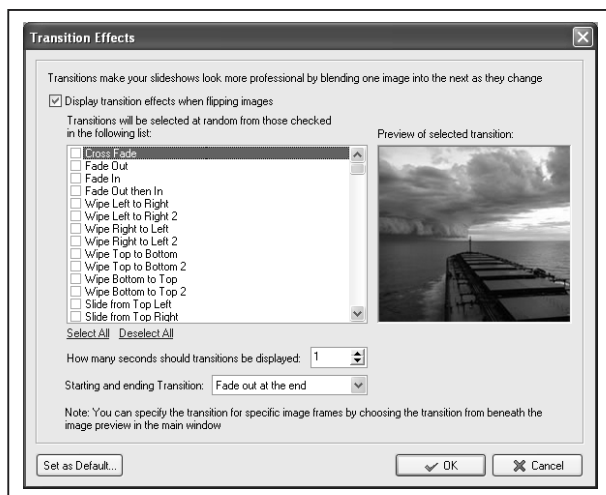 Transition Effects
Transitions make your slideshows look more professional by blending one image into the next as they change
Display transition effects when flipping images
Transitions will be selected at random from those checked
in the following list:
Preview of selected transition:
Cross Fade
Fade Out
Fade In
Fade Out then In
Wipe Left to Right
Wipe Left to Right 2
Wipe Right to Left
Wipe Right to Left 2
Wipe Top to Bottom
Wipe Top to Bottom 2
Wipe Bottom to Top
Wipe Bottom to Top 2
Slide from Top Left
Slide from Top Right
Select All Deselect All
How many seconds should transitions be displayed: 1
Starting and ending Transition: Fade out at the end
Note: You can specify the transition for specific image frames by choosing the transition from beneath the
image preview in the main window
Set as Default... OK Cancel